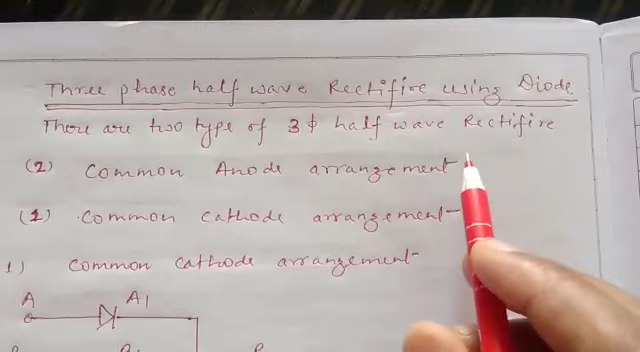 Three phase half wave Rectifire using Diode
There are two type of 3ϕ half wave Rectifire
(2) Common Anode arrangement
(1) Common Cathode arrangement
1) Common Cathode arrangement
A A1